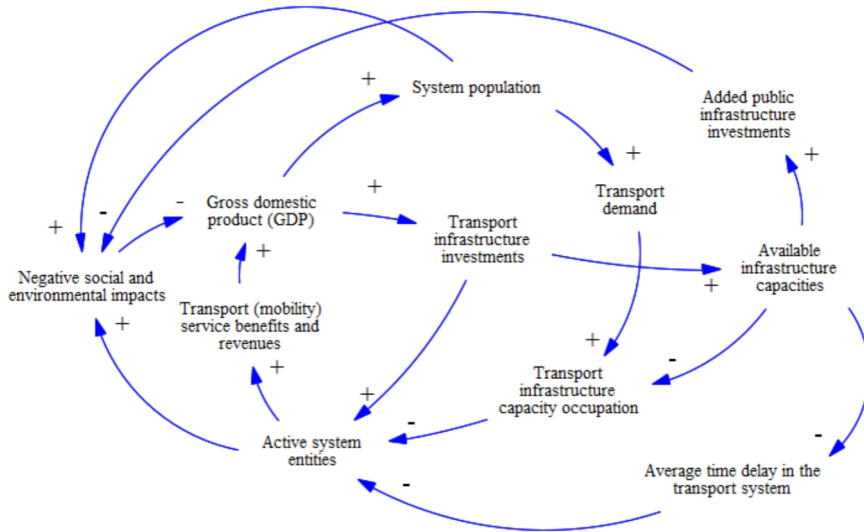 +
System population
Added public
infrastructure
investments
+
+
Transport
demand
-
Gross domestic
product (GDP)
+
Transport
infrastructure
investments
+
-
Negative social and
environmental impacts
+
+
Available
infrastructure
capacities
+
Transport (mobility)
service benefits and
revenues
+
+
-
Transport
infrastructure
capacity occupation
+
-
Active system
entities
-
-
Average time delay in the
transport system